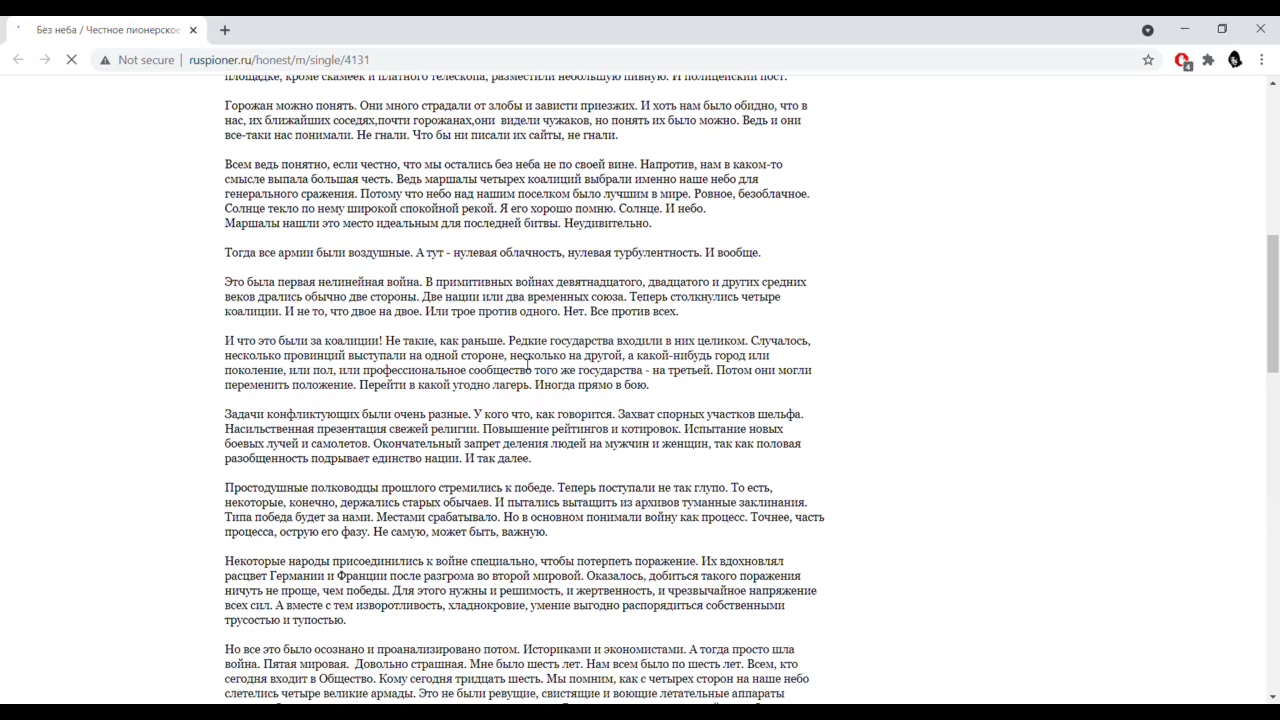 Без неба / Честное пионерское
Not secure | ruspioner.ru/honest/m/single/4131
4
площадке, кроме скамеек и платного телескопа, разместили небольшую пивную. И полицейский пост.
Горожан можно понять. Они много страдали от злобы и зависти приезжих. И хоть нам было обидно, что в
нас, их ближайших соседях,почти горожанах,они видели чужаков, но понять их было можно. Ведь и они
все-таки нас понимали. Не гнали. Что бы ни писали их сайты, не гнали.
Всем ведь понятно, если честно, что мы остались без неба не по своей вине. Напротив, нам в каком-то
смысле выпала большая честь. Ведь маршалы четырех коалиций выбрали именно наше небо для
генерального сражения. Потому что небо над нашим поселком было лучшим в мире. Ровное, безоблачное.
Солнце текло по нему широкой спокойной рекой. Я его хорошо помню. Солнце. И небо.
Маршалы нашли это место идеальным для последней битвы. Неудивительно.
Тогда все армии были воздушные. А тут - нулевая облачность, нулевая турбулентность. И вообще.
Это была первая нелинейная война. В примитивных войнах девятнадцатого, двадцатого и других средних
веков дрались обычно две стороны. Две нации или два временных союза. Теперь столкнулись четыре
коалиции. И не то, что двое на двое. Или трое против одного. Нет. Все против всех.
И что это были за коалиции! Не такие, как раньше. Редкие государства входили в них целиком. Случалось,
несколько провинций выступали на одной стороне, несколько на другой, а какой-нибудь город или
поколение, или пол, или профессиональное сообщество того же государства - на третьей. Потом они могли
переменить положение. Перейти в какой угодно лагерь. Иногда прямо в бою.
Задачи конфликтующих были очень разные. У кого что, как говорится. Захват спорных участков шельфа.
Насильственная презентация свежей религии. Повышение рейтингов и котировок. Испытание новых
боевых лучей и самолетов. Окончательный запрет деления людей на мужчин и женщин, так как половая
разобщенность подрывает единство нации. И так далее.
Простодушные полководцы прошлого стремились к победе. Теперь поступали не так глупо. То есть,
некоторые, конечно, держались старых обычаев. И пытались вытащить из архивов туманные заклинания.
Типа победа будет за нами. Местами срабатывало. Но в основном понимали войну как процесс. Точнее, часть
процесса, острую его фазу. Не самую, может быть, важную.
Некоторые народы присоединились к войне специально, чтобы потерпеть поражение. Их вдохновлял
расцвет Германии и Франции после разгрома во второй мировой. Оказалось, добиться такого поражения
ничуть не проще, чем победы. Для этого нужны и решимость, и жертвенность, и чрезвычайное напряжение
всех сил. А вместе с тем изворотливость, хладнокровие, умение выгодно распорядиться собственными
трусостью и тупостью.
Но все это было осознано и проанализировано потом. Историками и экономистами. А тогда просто шла
война. Пятая мировая. Довольно страшная. Мне было шесть лет. Нам всем было по шесть лет. Всем, кто
сегодня входит в Общество. Кому сегодня тридцать шесть. Мы помним, как с четырех сторон на наше небо
слетелись четыре великие армады. Это не были ревущие, свистящие и воющие летательные аппараты